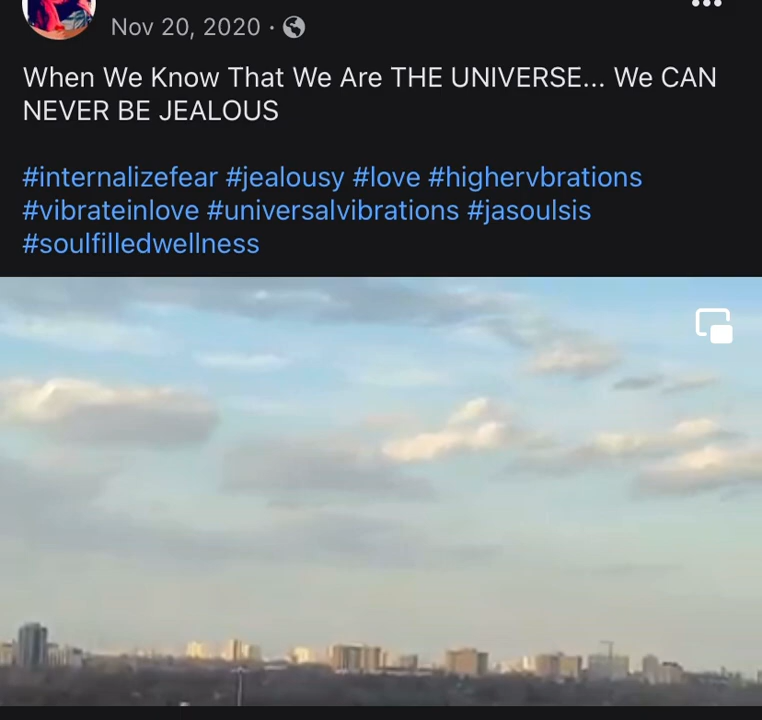 Nov 20, 2020 ·
When We Know That We Are THE UNIVERSE... We CAN
NEVER BE JEALOUS
#internalizefear #jealousy #love #highervbrations
#vibrateinlove #universalvibrations #jasoulsis
#soulfilledwellness